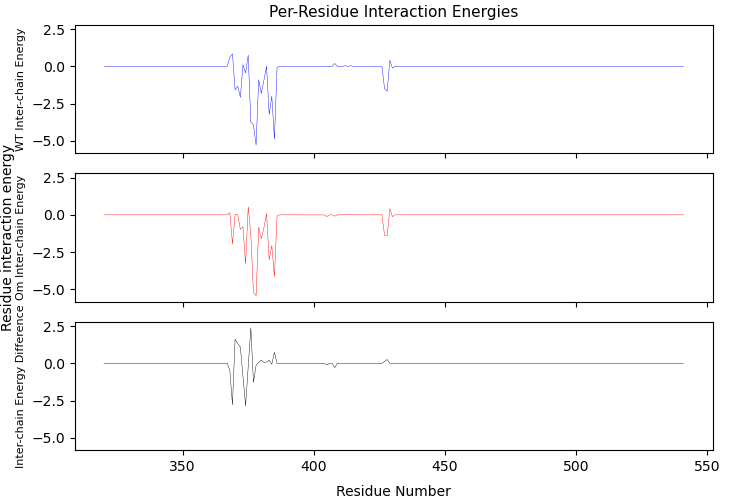 Per-Residue Interaction Energies
2.5
0.0
−2.5
−5.0
WT Inter-chain Energy
2.5
0.0
−2.5
−5.0
Om Inter-chain Energy
Residue interaction energy
2.5
0.0
−2.5
−5.0
Inter-chain Energy Difference
350
400
450
500
550
Residue Number